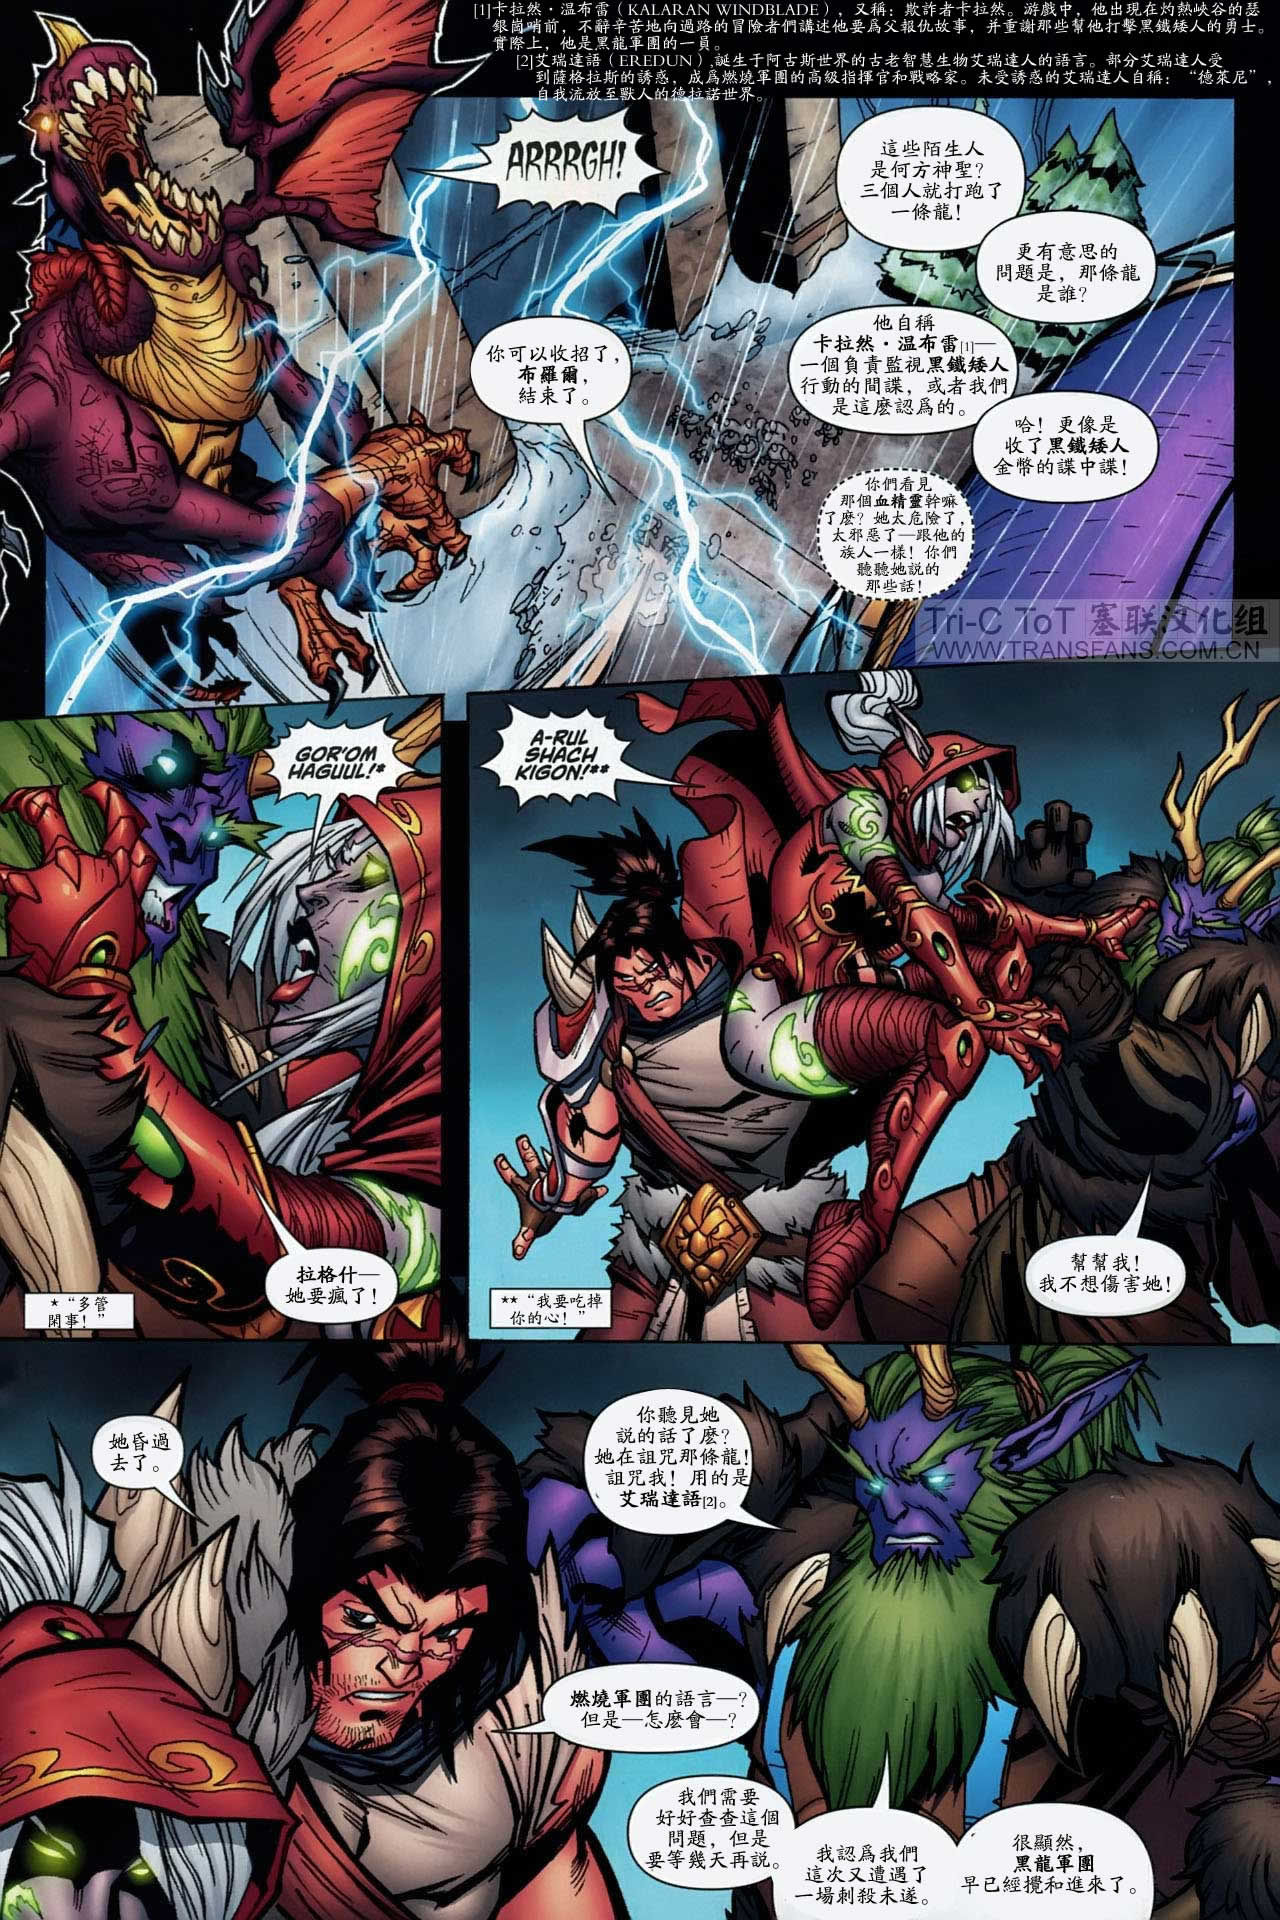 [1]卡拉然·温布雷（KALARAN WINDBLADE），又稱：欺詐者卡拉然。游戲中，他出現在灼熱峽谷的瑟
銀崗哨前，不辭辛苦地向過路的冒險者們講述他要爲父報仇故事，并重謝那些幫他打擊黑鐵矮人的勇士。
實際上，他是黑龍軍團的一員。
[2]艾瑞達語（EREDUN）,誕生于阿古斯世界的古老智慧生物艾瑞達人的語言。部分艾瑞達人受
到薩格拉斯的誘惑，成爲燃燒軍團的高級指揮官和戰略家。未受誘惑的艾瑞達人自稱：“德萊尼”，
自我流放至獸人的德拉諾世界。
ARRRGH!
這些陌生人
是何方神聖？
三個人就打跑了
一條龍！
更有意思的
問題是，那條龍
是誰？
你可以收招了，
布羅爾，
結束了。
他自稱
卡拉然·温布雷[1]—
一個負責監視黑鐵矮人
行動的間諜，或者我們
是這麽認爲的。
哈！更像是
收了黑鐵矮人
金幣的諜中諜！
你們看見
那個血精靈幹嘛
了麽？她太危險了，
太邪惡了—跟他的
族人一樣！你們
聽聽她説的
那些話！
Tri-C ToT 塞联汉化组
WWW.TRANSFANS.COM.CN
GOR'OM
HAGUUL!*
A-RUL
SHACH
KIGON!**
拉格什—
她要瘋了！
*“多管
閑事！”
**“我要吃掉
你的心！”
幫幫我！
我不想傷害她！
她昏過
去了。
你聽見她
説的話了麽？
她在詛咒那條龍！
詛咒我！用的是
艾瑞達語[2]。
燃燒軍團的語言—？
但是—怎麽會—？
我們需要
好好查查這個
問題，但是
要等幾天再説。
我認爲我們
這次又遭遇了
一場刺殺未遂。
很顯然，
黑龍軍團
早已經攪和進來了。